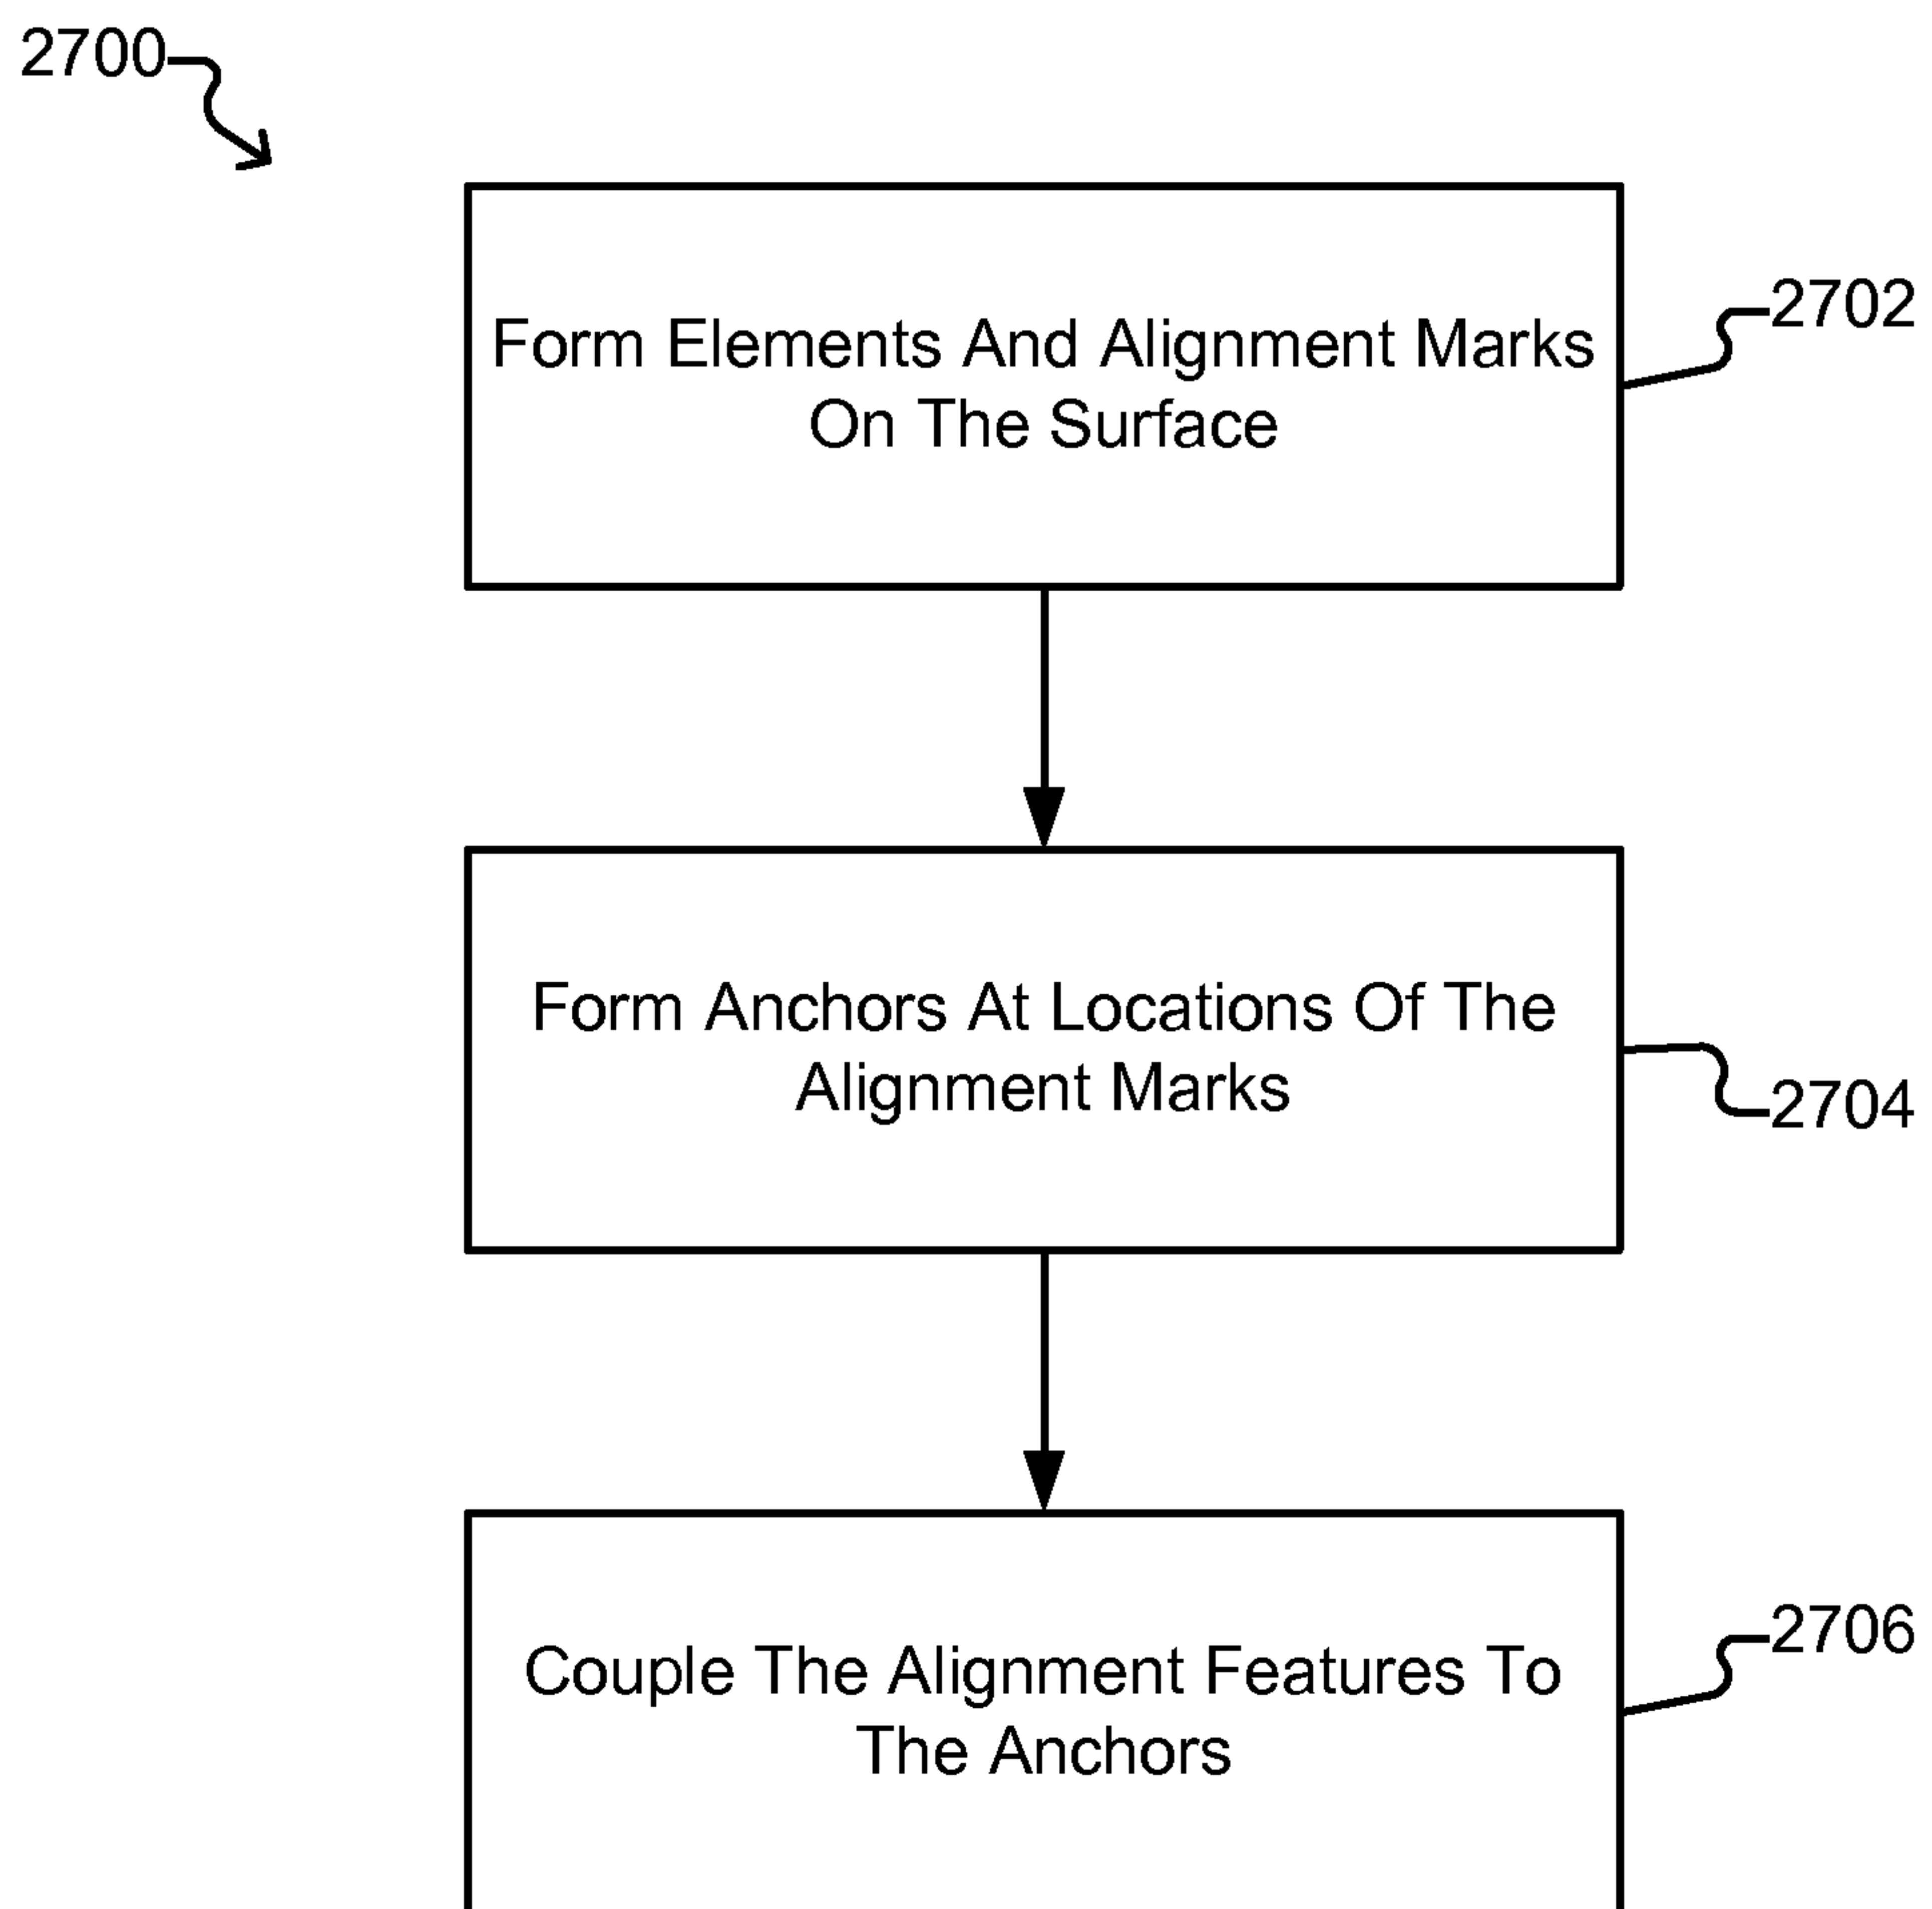 2700
Form Elements And Alignment Marks
On The Surface
2702
Form Anchors At Locations Of The
Alignment Marks
2704
Couple The Alignment Features To
The Anchors
2706